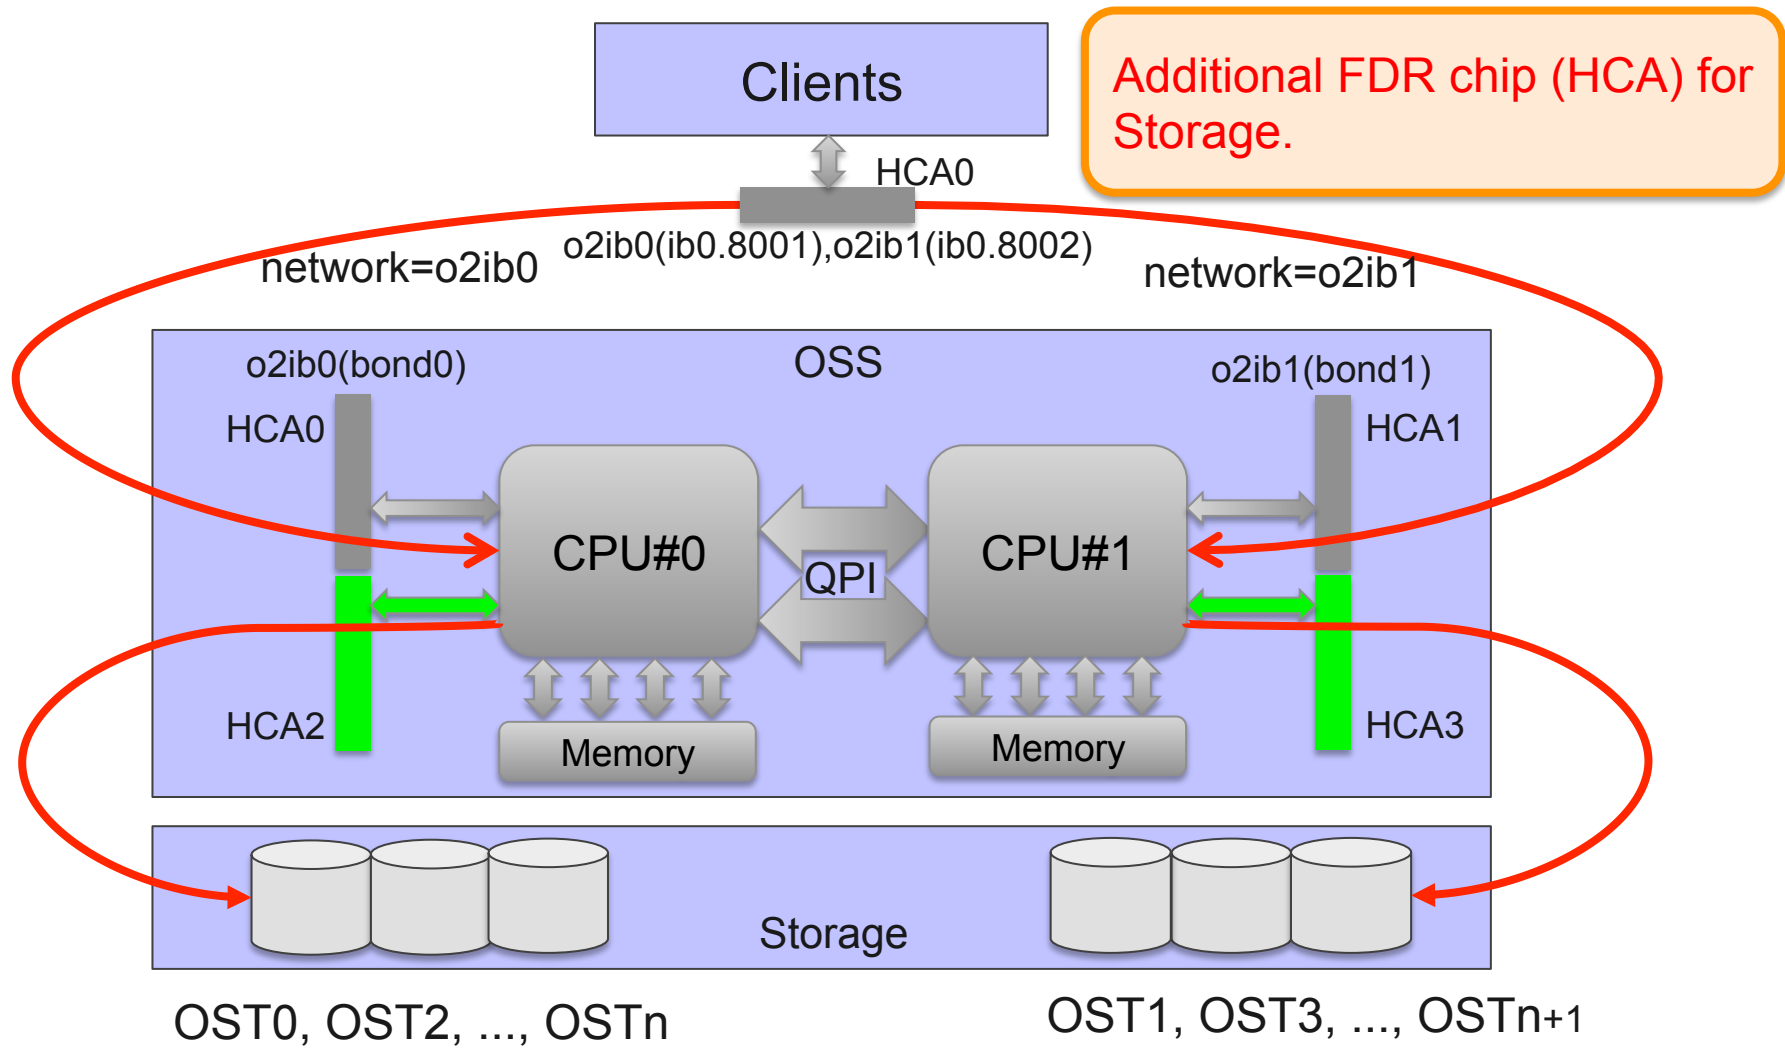 Clients
Additional FDR chip (HCA) for
Storage.
HCA0
o2ib0(ib0.8001),o2ib1(ib0.8002)
network=o2ib0
network=o2ib1
OSS
o2ib0(bond0)
o2ib1(bond1)
HCA0
HCA1
CPU#0
QPI
CPU#1
HCA2
HCA3
Memory
Memory
Storage
OST0, OST2, ..., OSTn
OST1, OST3, ..., OSTn+1